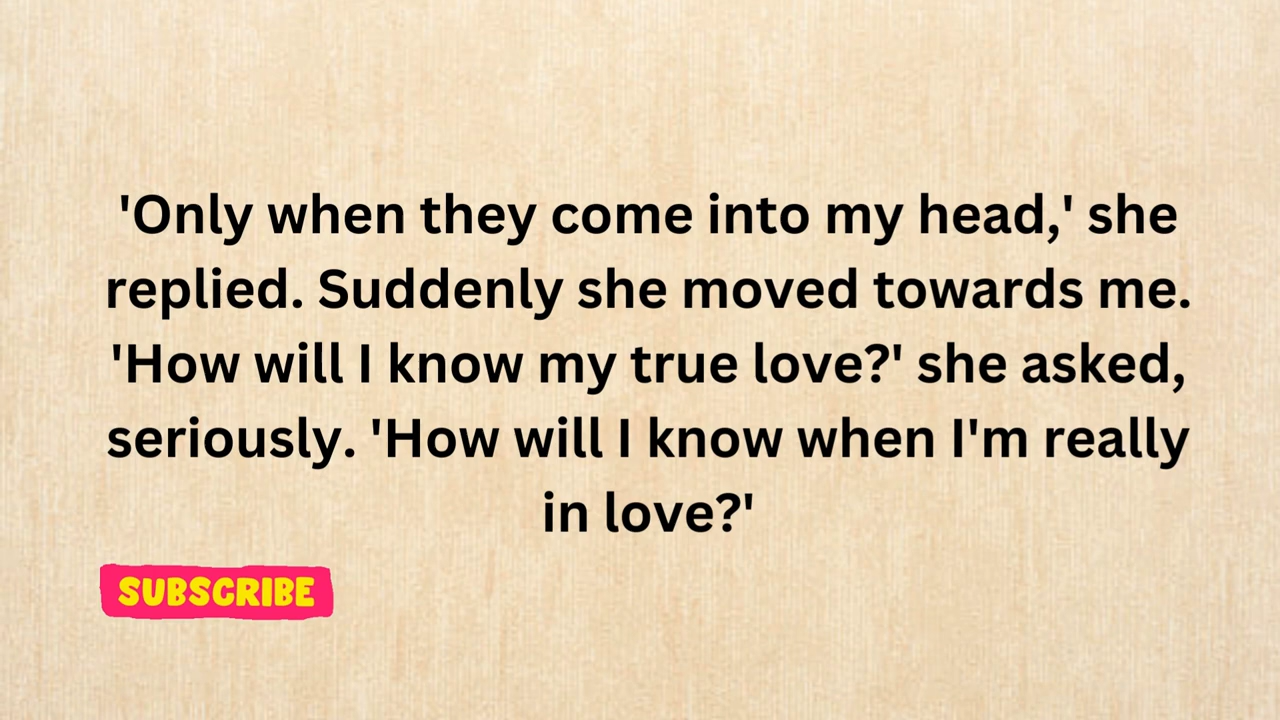 'Only when they come into my head,' she
replied. Suddenly she moved towards me.
'How will I know my true love?' she asked,
seriously. 'How will I know when I'm really
in love?'
SUBSCRIBE